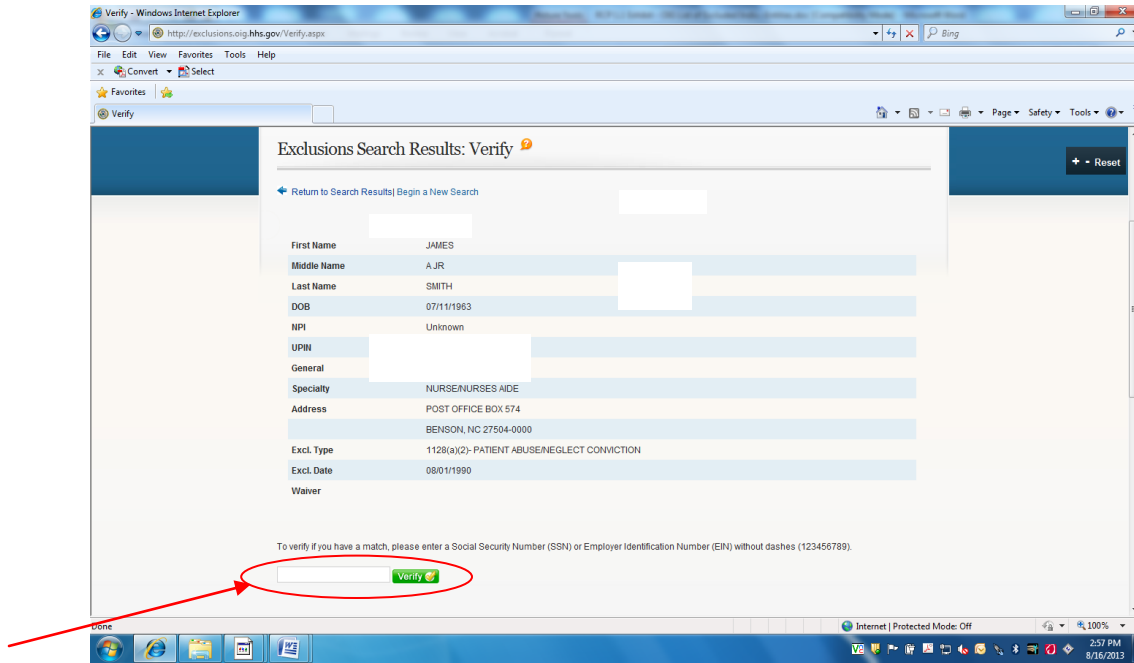 Verify - Windows Internet Explorer
http://exclusions.oig.hhs.gov/Verify.aspx
Bing
File Edit View Favorites Tools Help
x Convert Select
Favorites
Verify
Page Safety Tools
Exclusions Search Results: Verify
+ - Reset
Return to Search Results| Begin a New Search
First Name JAMES
Middle Name A JR
Last Name SMITH
DOB 07/11/1963
NPI Unknown
UPIN
General
Specialty NURSE/NURSES AIDE
Address POST OFFICE BOX 574
BENSON, NC 27504-0000
Excl. Type 1128(a)(2)- PATIENT ABUSE/NEGLECT CONVICTION
Excl. Date 08/01/1990
Waiver
To verify if you have a match, please enter a Social Security Number (SSN) or Employer Identification Number (EIN) without dashes (123456789).
Verify
Done
Internet | Protected Mode: Off
100%
2:57 PM
8/16/2013